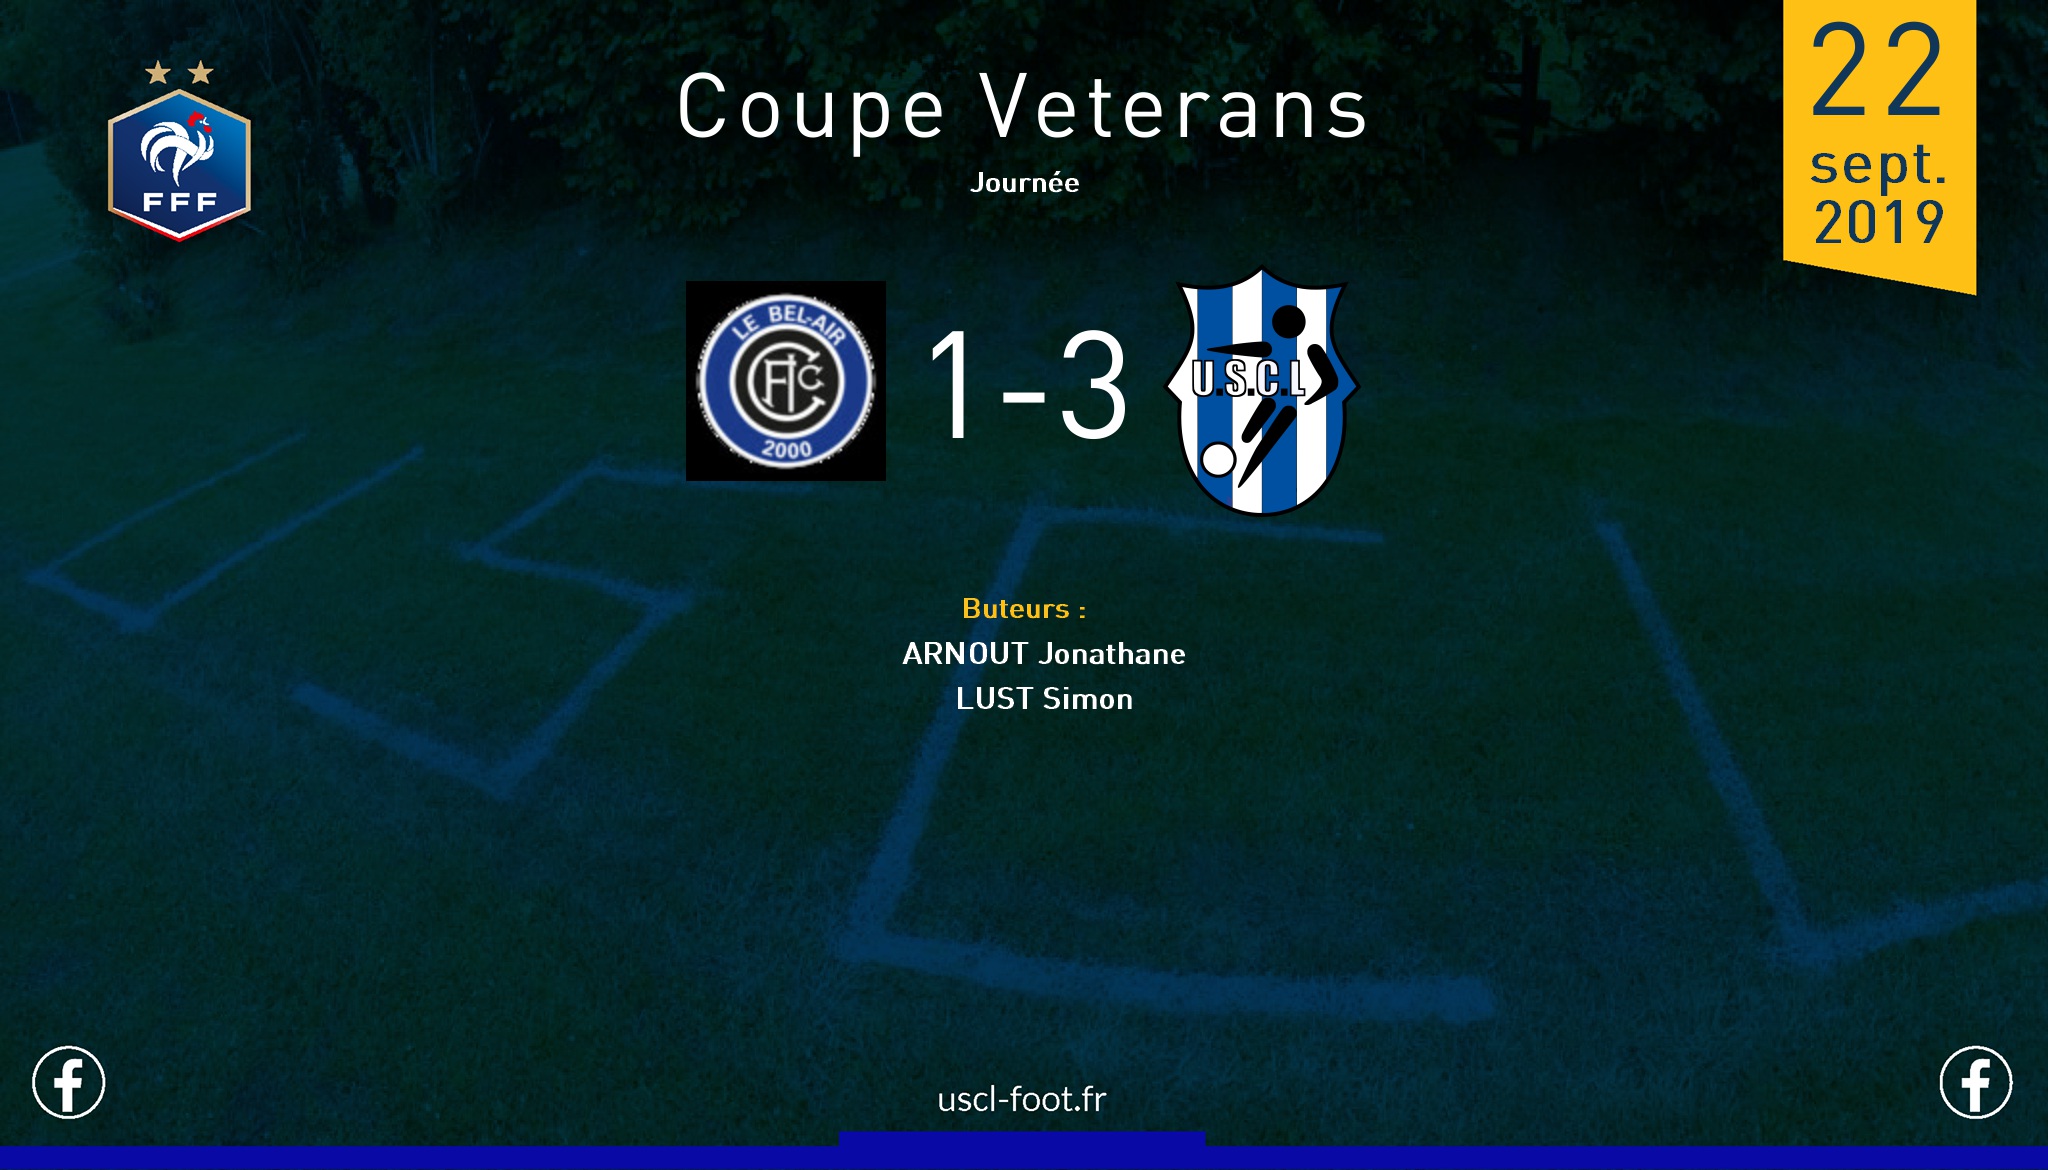 Coupe Veterans
Journée
22
sept.
2019
FFF
LE BEL-AIR
2000
1-3
U.S.C.L
Buteurs :
ARNOUT Jonathane
LUST Simon
uscl-foot.fr